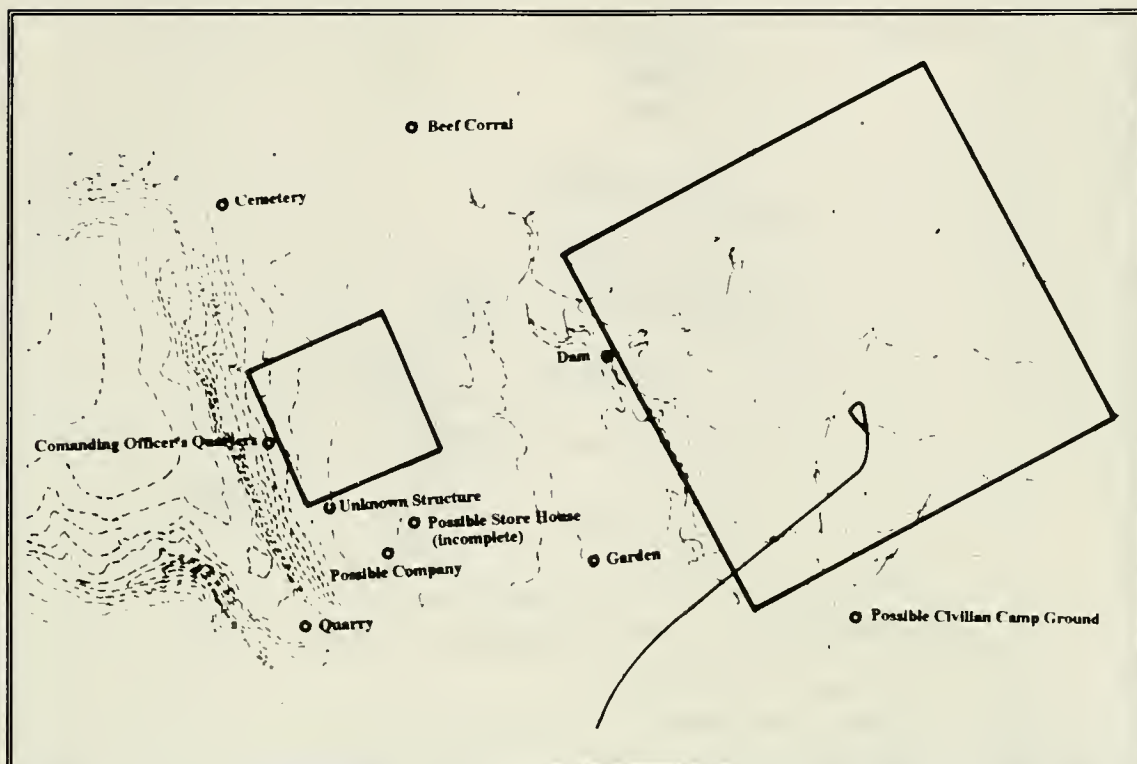 Beef Corral
Cemetery
Dam
Comanding Officer's Quarters
Unknown Structure
Possible Store House
(incomplete)
Possible Company
Garden
Quarry
Possible Civilian Camp Ground